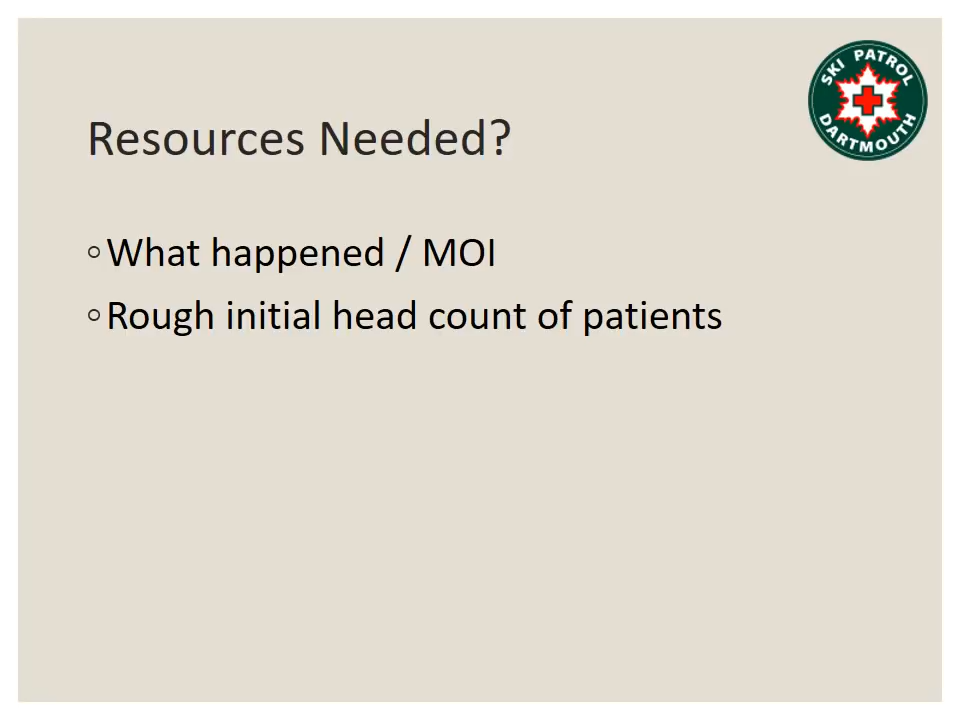 SKI PATROL
DARTMOUTH
Resources Needed?
◦What happened / MOI
◦Rough initial head count of patients